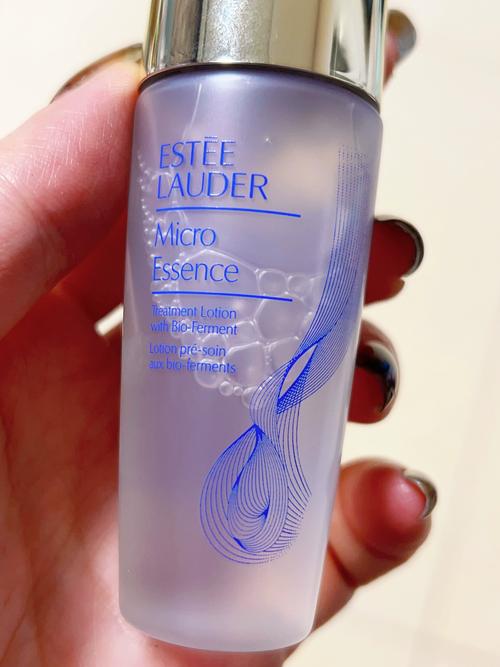 ESTĒE
LAUDER
Micro
Essence
Treatment Lotion
with Bio-Ferment
Lotion pré-soin
aux bio-ferments